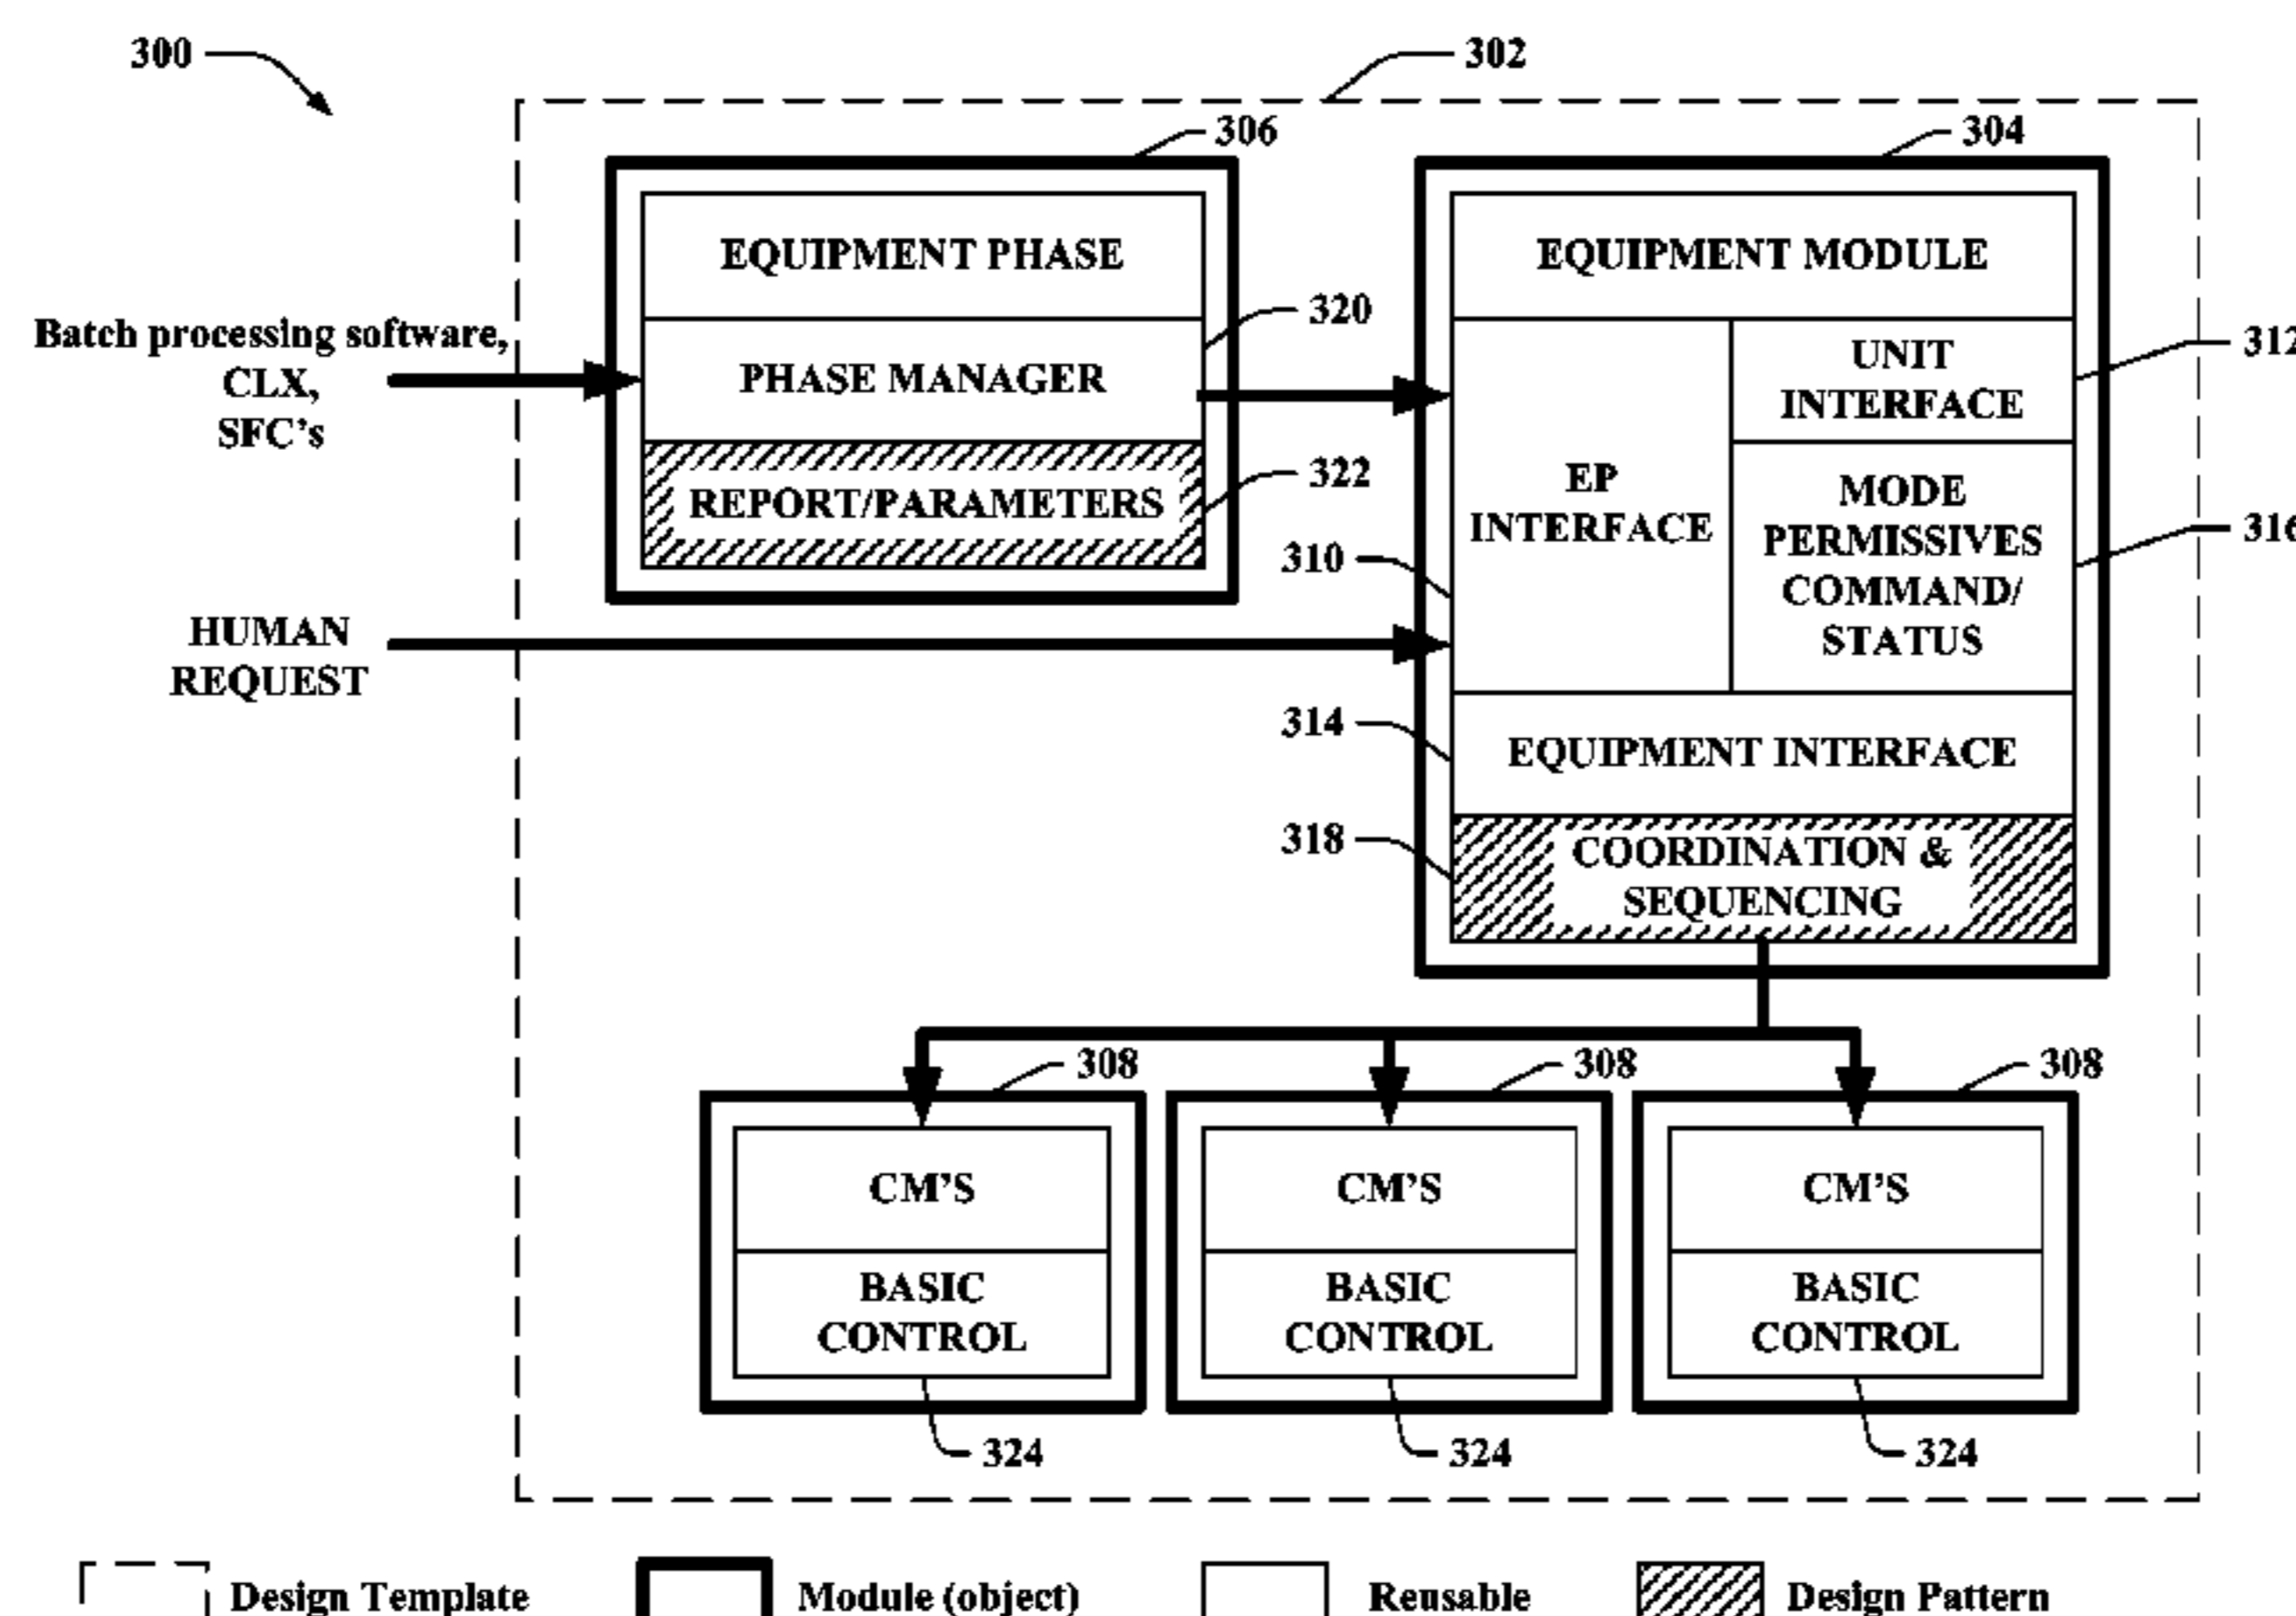 300
302
306
304
EQUIPMENT PHASE
EQUIPMENT MODULE
Batch processing software,
CLX,
SFC's
320
PHASE MANAGER
UNIT
INTERFACE
312
322
REPORT/PARAMETERS
EP
INTERFACE
310
MODE
PERMISSIVES
COMMAND/
STATUS
316
HUMAN
REQUEST
314
EQUIPMENT INTERFACE
318
COORDINATION &
SEQUENCING
308
308
308
CM'S
CM'S
CM'S
BASIC
CONTROL
BASIC
CONTROL
BASIC
CONTROL
324
324
324
Design Template
Module (object)
Reusable
Design Pattern